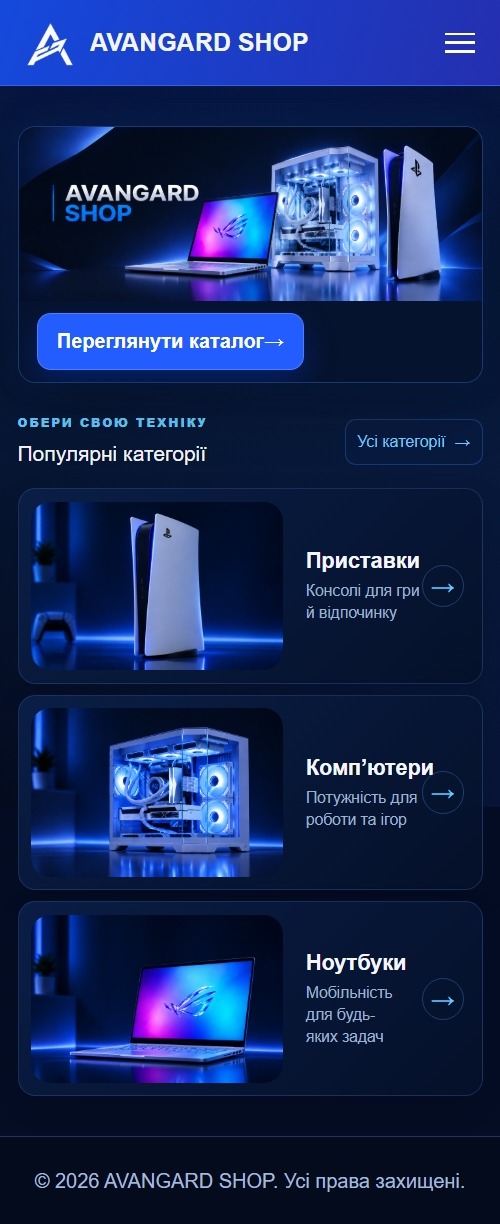 AVANGARD SHOP
AVANGARD
SHOP
Переглянути каталог→
ОБЕРИ СВОЮ ТЕХНІКУ
Популярні категорії
Усі категорії →
Приставки
Консолі для гри
й відпочинку
→
Комп’ютери
Потужність для
роботи та ігор
→
Ноутбуки
Мобільність
для будь-
яких задач
→
© 2026 AVANGARD SHOP. Усі права захищені.